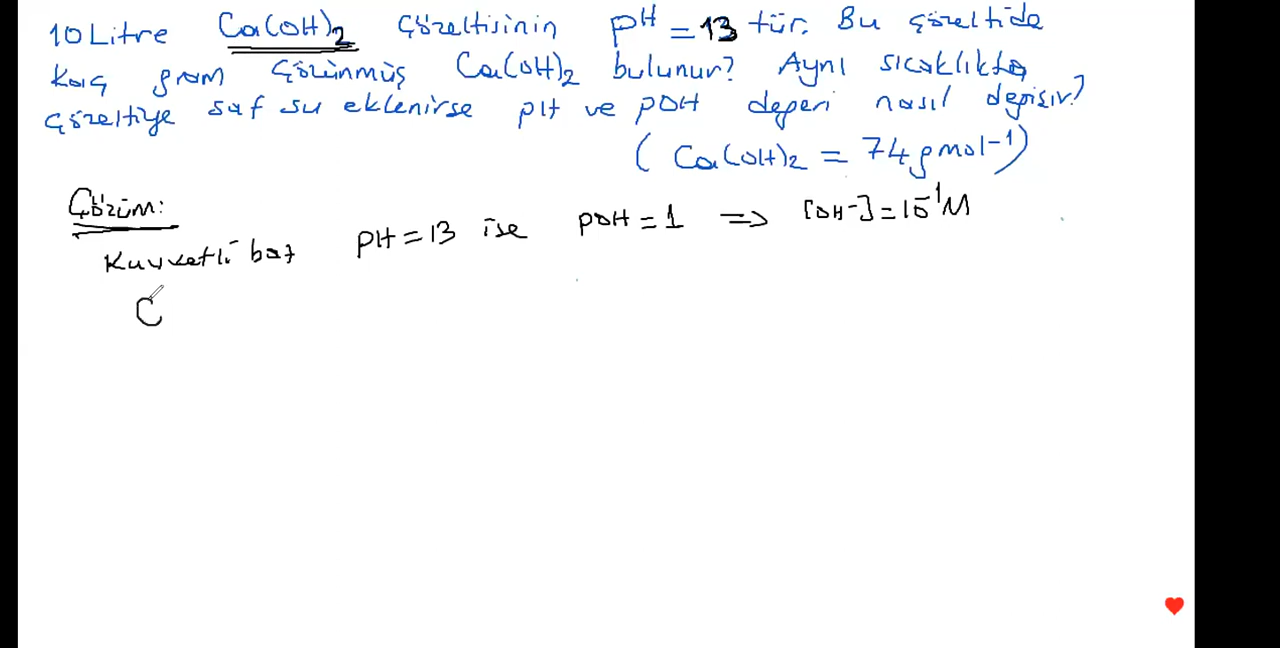 10 Litre Ca(OH)2 çözeltisinin pH = 13 tür. Bu çözeltide
kaç gram çözünmüş Ca(OH)2 bulunur? Aynı sıcaklıkta
çözeltiye saf su eklenirse pH ve pOH değeri nasıl değişir?
(Ca(OH)2 = 74 g mol-1)
Çözüm:
Kuvvetli baz pH = 13 ise pOH = 1 => [OH-] = 10-1 M
C